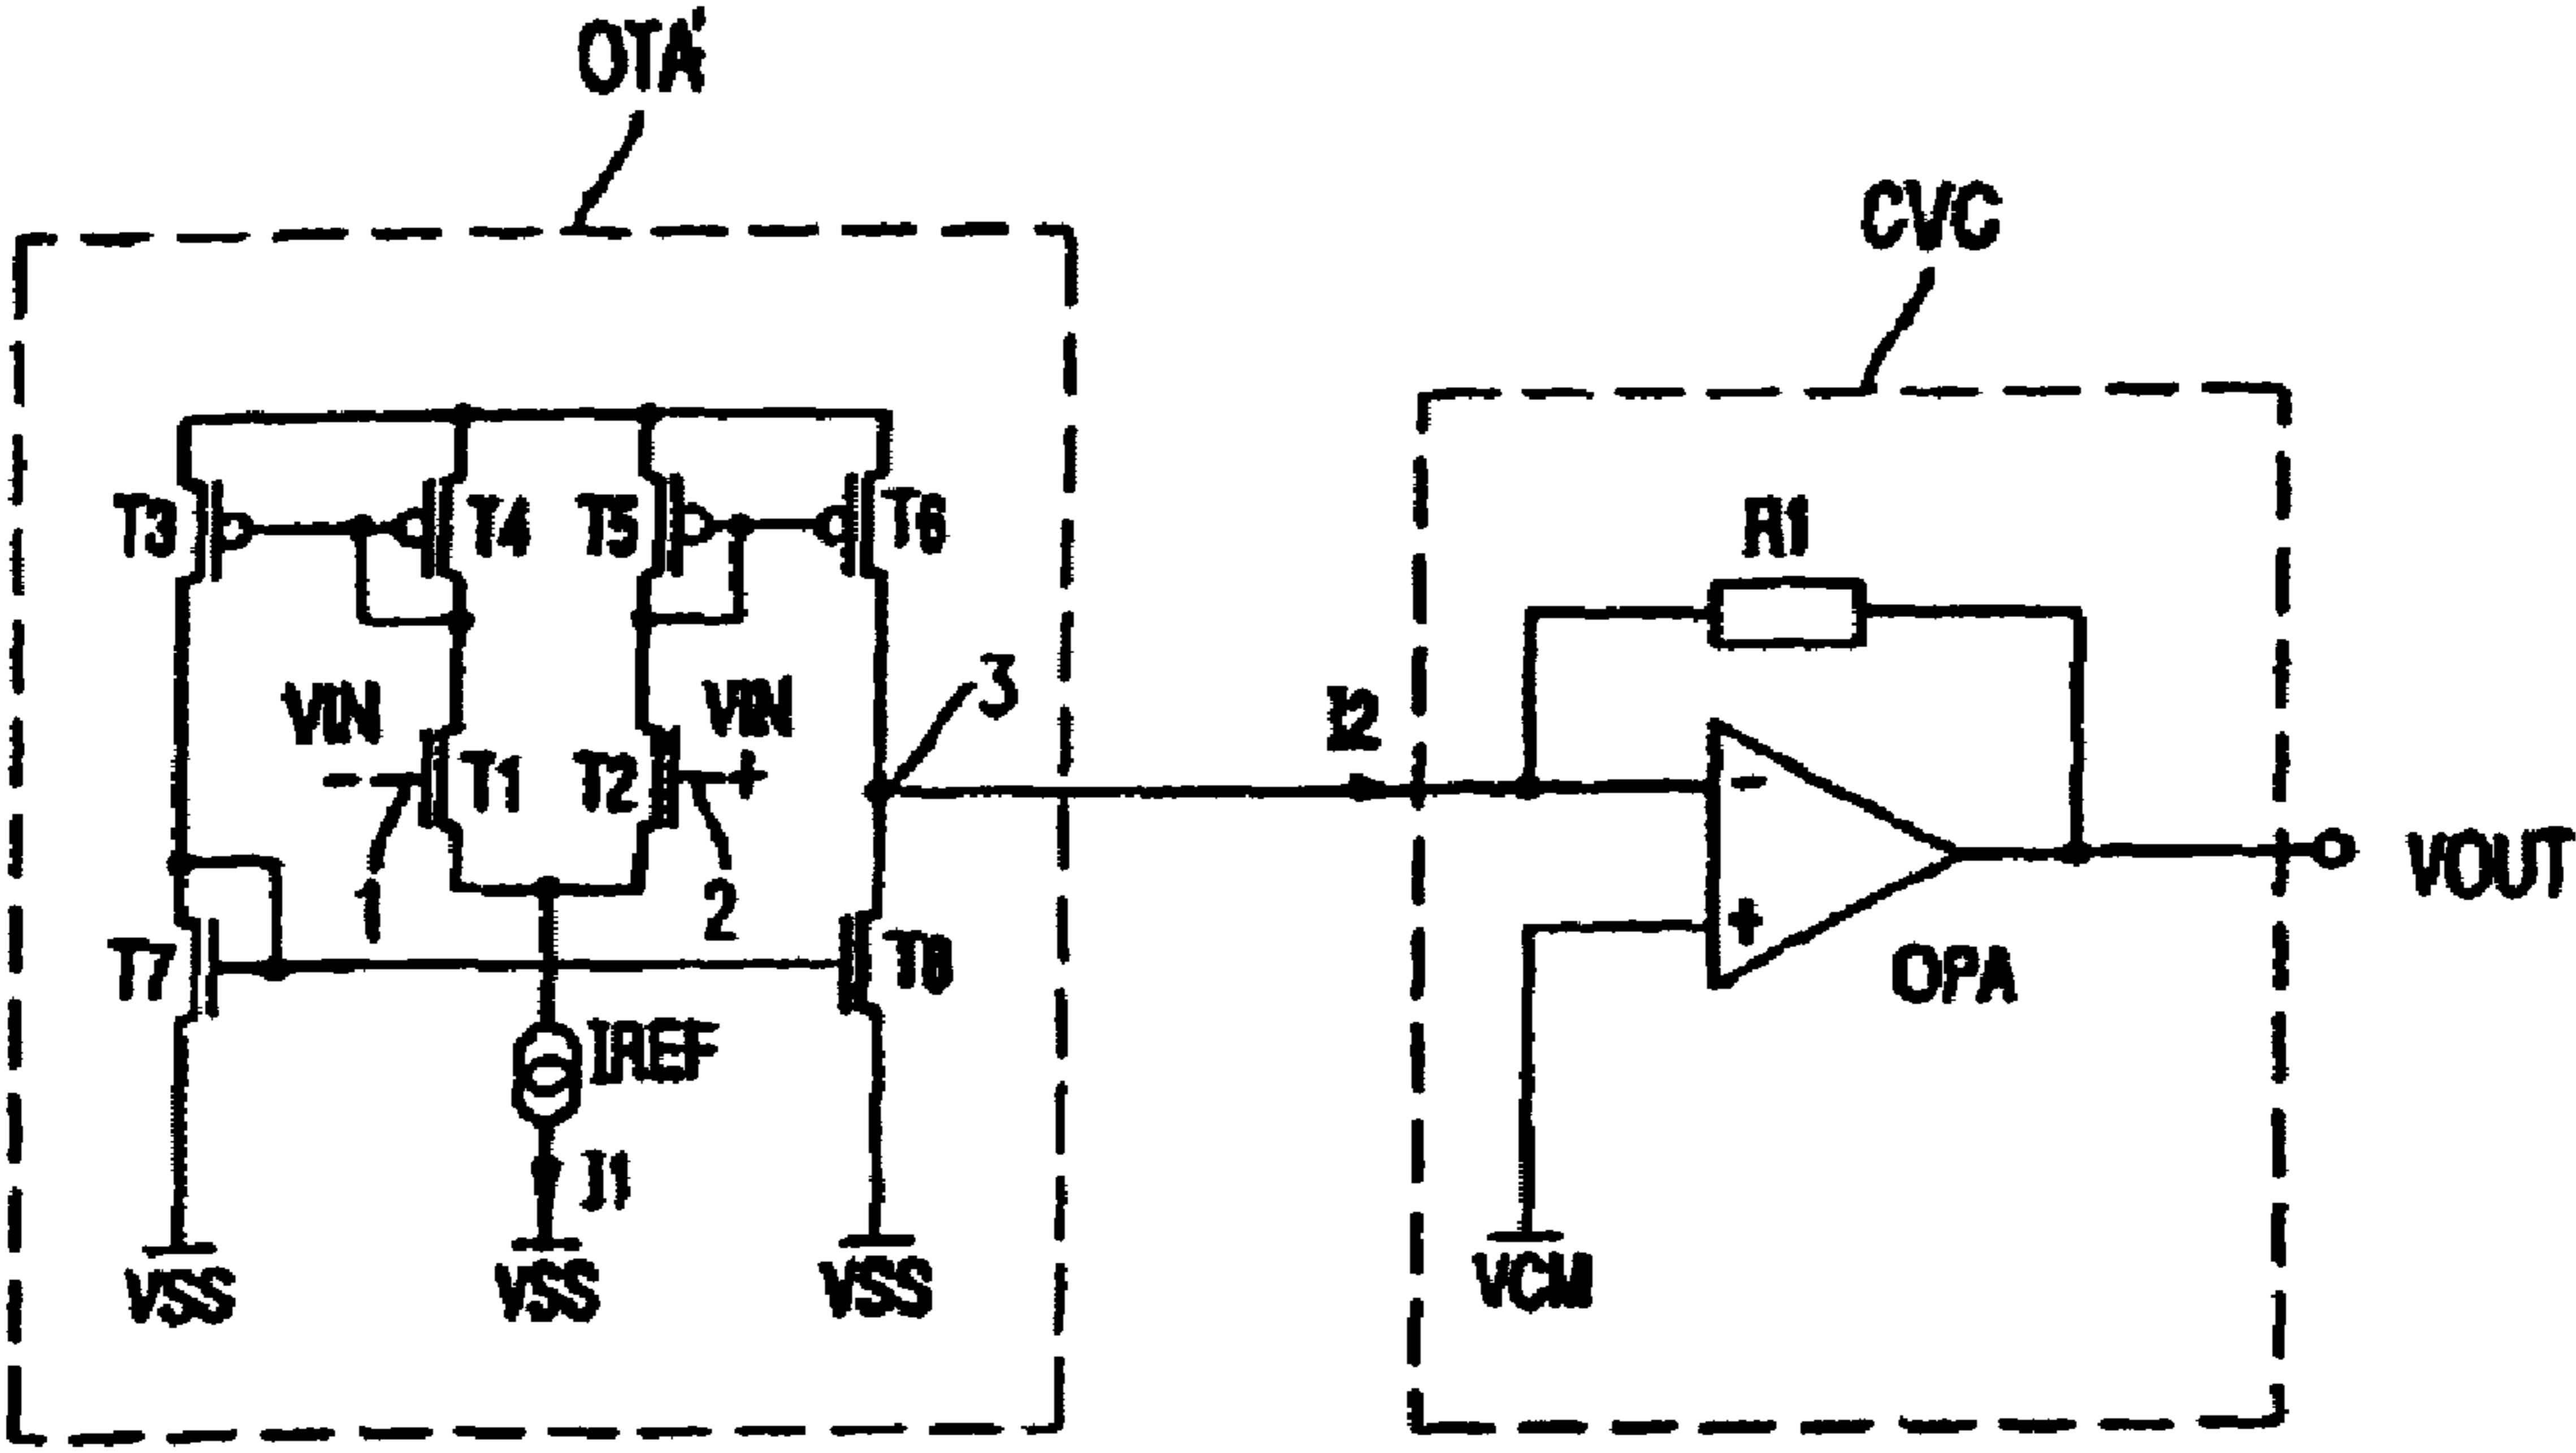 OTA'
CVC
T3
T4
T5
T6
R1
VIN
VIN
3
I2
-
T1
T2
+
-
1
2
VOUT
T7
T8
+
OPA
IREF
I1
VSS
VSS
VSS
VCM